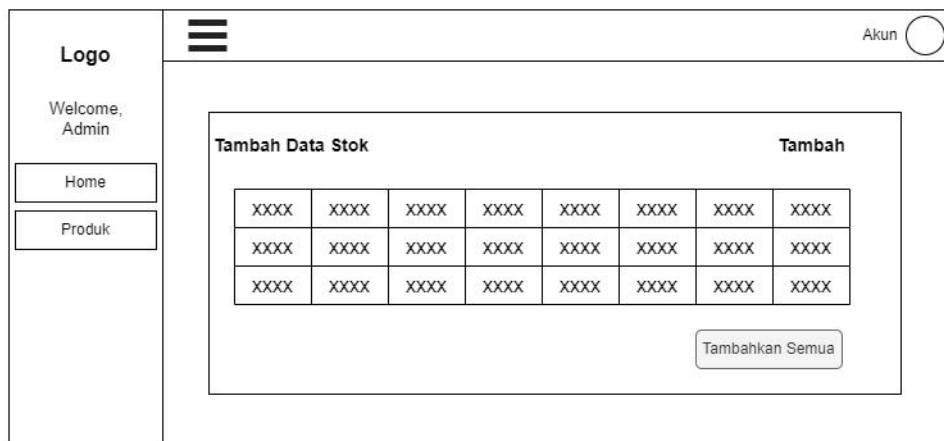 Logo
Welcome,
Admin
Home
Produk
Akun
Tambah Data Stok Tambah
XXXX XXXX XXXX XXXX XXXX XXXX XXXX XXXX
XXXX XXXX XXXX XXXX XXXX XXXX XXXX XXXX
XXXX XXXX XXXX XXXX XXXX XXXX XXXX XXXX
Tambahkan Semua